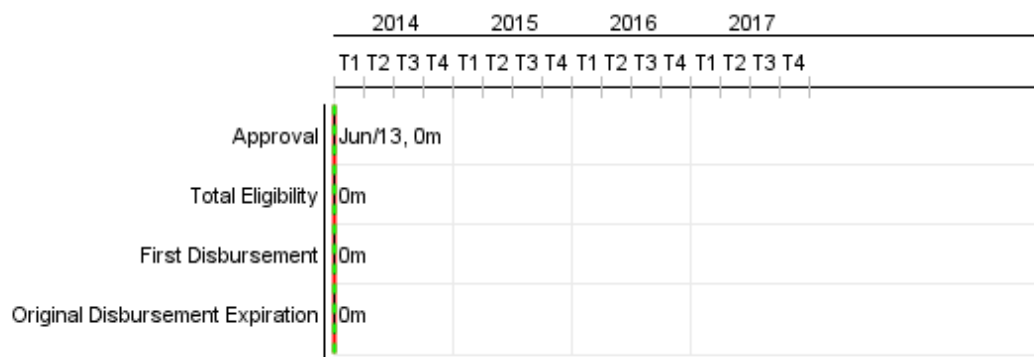 2014 2015 2016 2017
T1 T2 T3 T4 T1 T2 T3 T4 T1 T2 T3 T4 T1 T2 T3 T4
Approval Jun/13, 0m
Total Eligibility 0m
First Disbursement 0m
Original Disbursement Expiration 0m